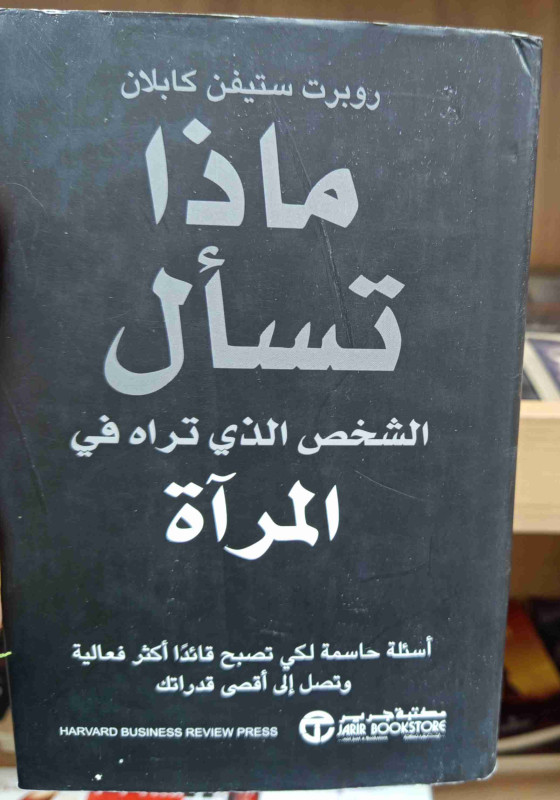 روبرت ستيفن كابلان
ماذا
تسأل
الشخص الذي تراه في
المرآة
أسئلة حاسمة لكي تصبح قائدًا أكثر فعالية
وتصل إلى أقصى قدراتك
HARVARD BUSINESS REVIEW PRESS
مكتبة جرير
JARIR BOOKSTORE